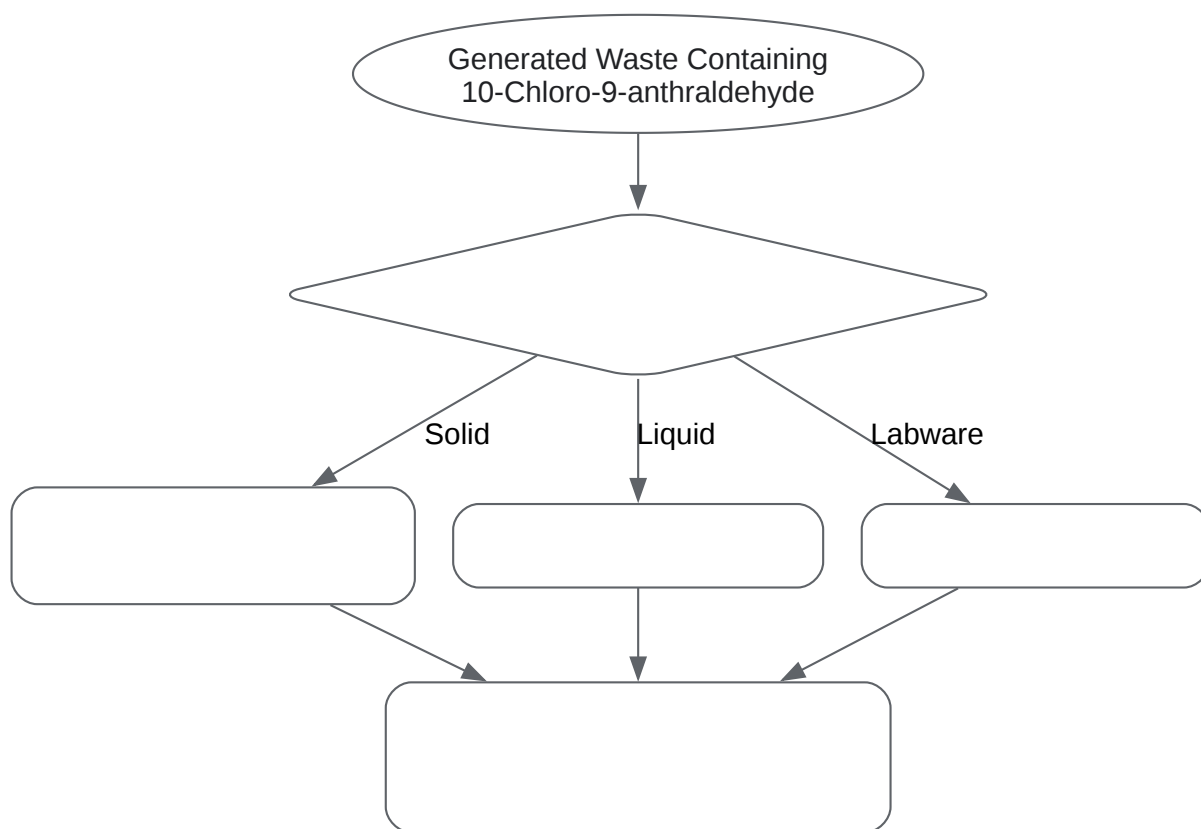 Generated Waste Containing
10-Chloro-9-anthraldehyde
Solid
Liquid
Labware